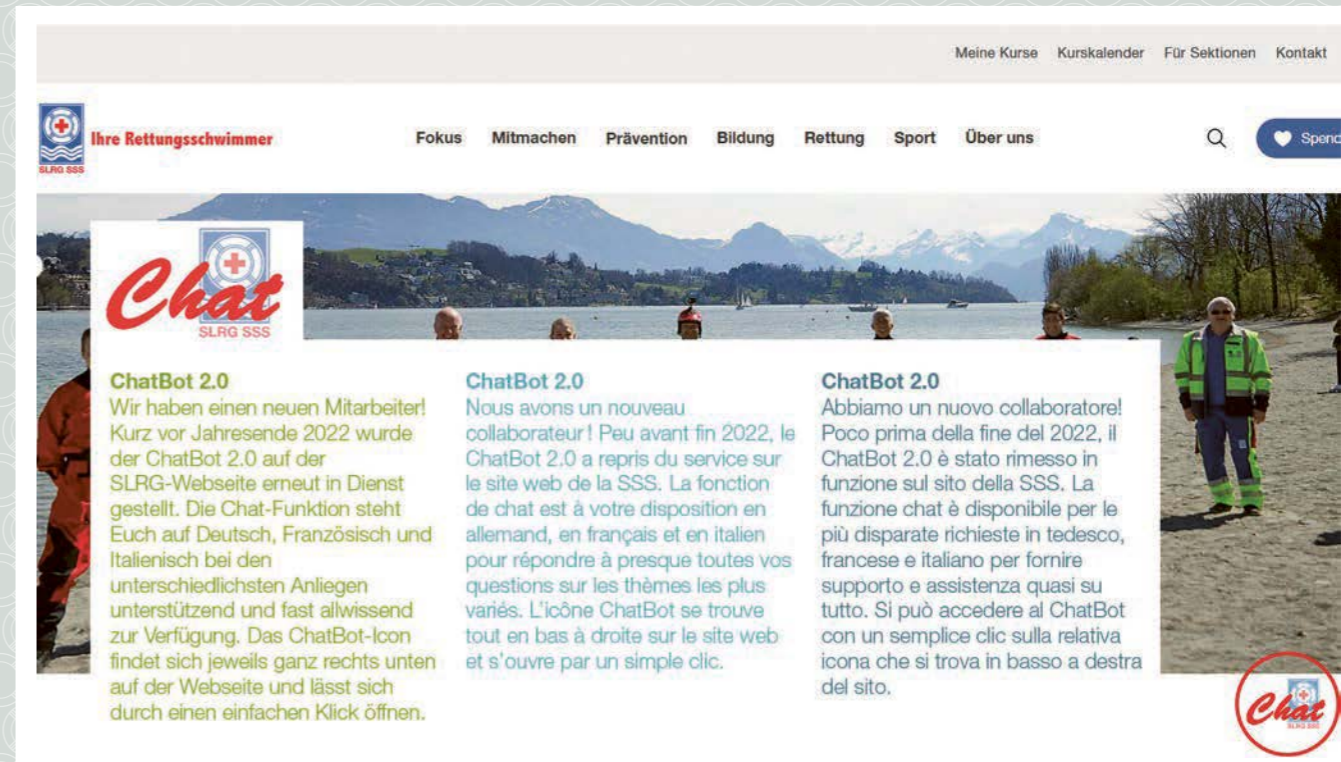 Meine Kurse Kurskalender Für Sektionen Kontakt
SLRG SSS
Ihre Rettungsschwimmer
Fokus Mitmachen Prävention Bildung Rettung Sport Über uns
Chat
SLRG SSS
ChatBot 2.0
Wir haben einen neuen Mitarbeiter!
Kurz vor Jahresende 2022 wurde
der ChatBot 2.0 auf der
SLRG-Webseite erneut in Dienst
gestellt. Die Chat-Funktion steht
Euch auf Deutsch, Französisch und
Italienisch bei den
unterschiedlichsten Anliegen
unterstützend und fast allwissend
zur Verfügung. Das ChatBot-Icon
findet sich jeweils ganz rechts unten
auf der Webseite und lässt sich
durch einen einfachen Klick öffnen.
ChatBot 2.0
Nous avons un nouveau
collaborateur! Peu avant fin 2022, le
ChatBot 2.0 a repris du service sur
le site web de la SSS. La fonction
de chat est à votre disposition en
allemand, en français et en italien
pour répondre à presque toutes vos
questions sur les thèmes les plus
variés. L'icône ChatBot se trouve
tout en bas à droite sur le site web
et s'ouvre par un simple clic.
ChatBot 2.0
Abbiamo un nuovo collaboratore!
Poco prima della fine del 2022, il
ChatBot 2.0 è stato rimesso in
funzione sul sito della SSS. La
funzione chat è disponibile per le
più disparate richieste in tedesco,
francese e italiano per fornire
supporto e assistenza quasi su
tutto. Si può accedere al ChatBot
con un semplice clic sulla relativa
icona che si trova in basso a destra
del sito.
Chat
SLRG SSS